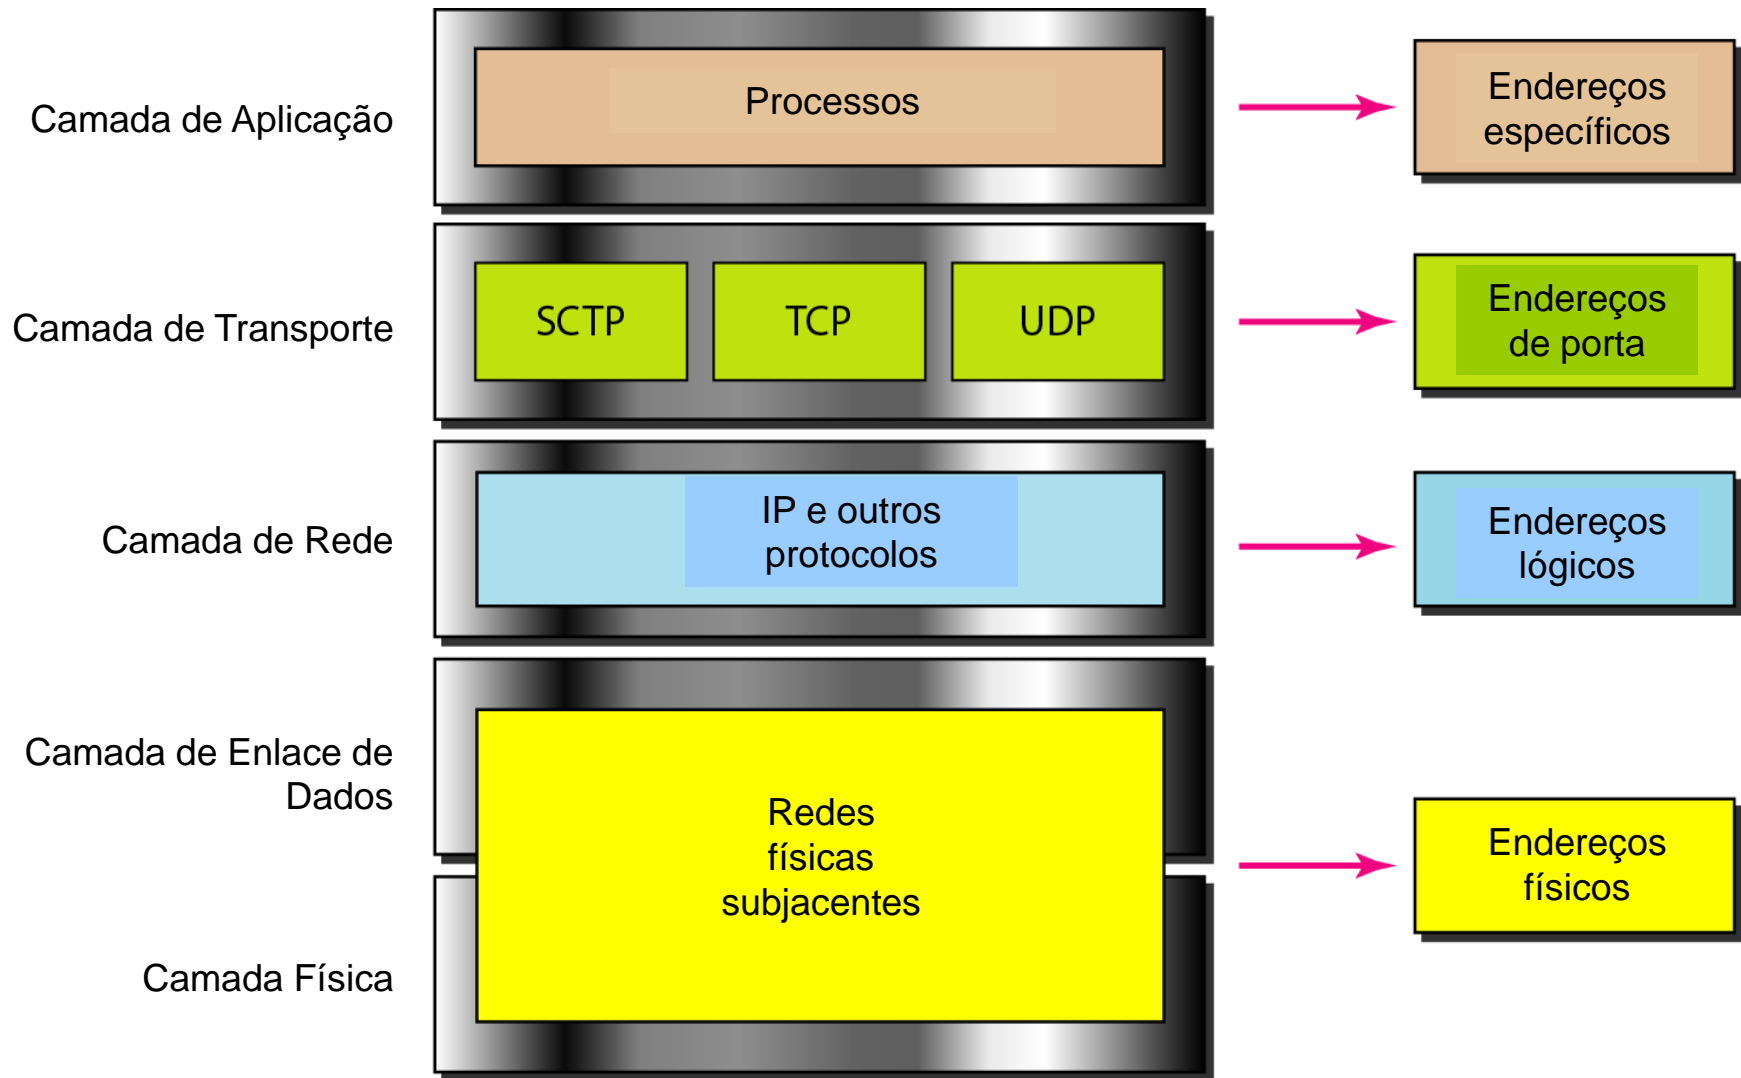 Camada de Aplicação
Processos
Endereços
específicos
Camada de Transporte
SCTP
TCP
UDP
Endereços
de porta
Camada de Rede
IP e outros
protocolos
Endereços
lógicos
Camada de Enlace de
Dados
Redes
físicas
subjacentes
Endereços
físicos
Camada Física